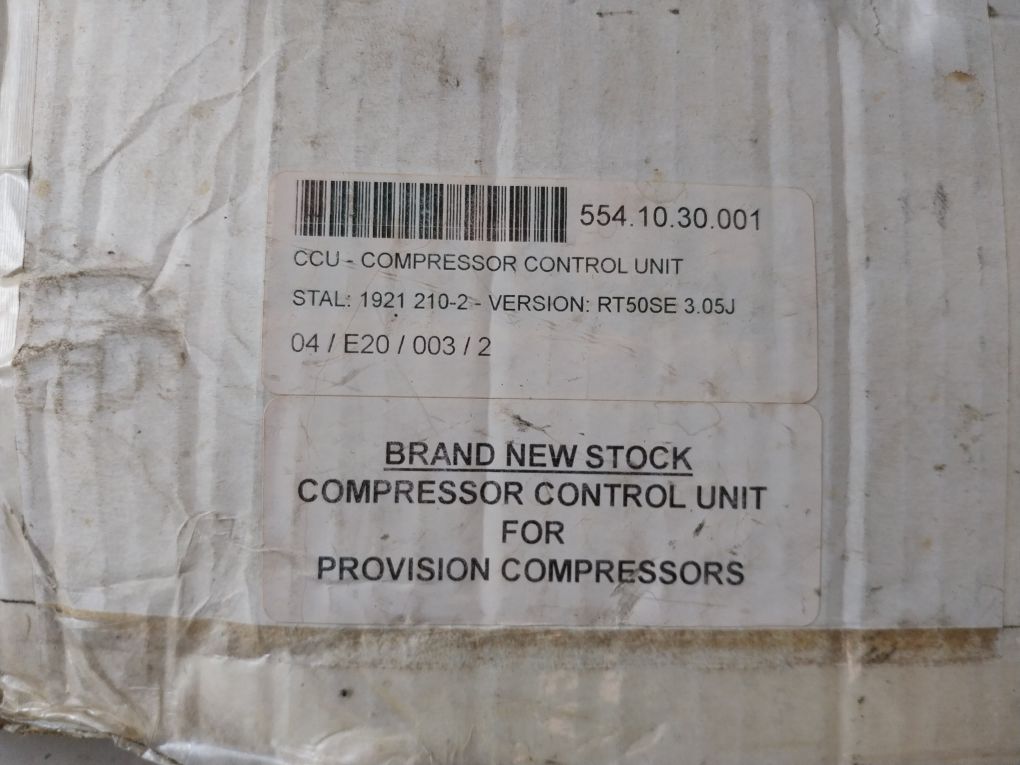 554.10.30.001
CCU - COMPRESSOR CONTROL UNIT
STAL: 1921 210-2 - VERSION: RT50SE 3.05J
04 / E20 / 003 / 2
BRAND NEW STOCK
COMPRESSOR CONTROL UNIT
FOR
PROVISION COMPRESSORS